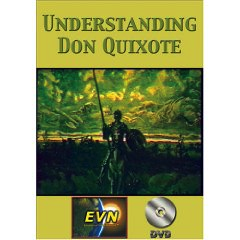 UNDERSTANDING
DON QUIXOTE
EVN
DVD